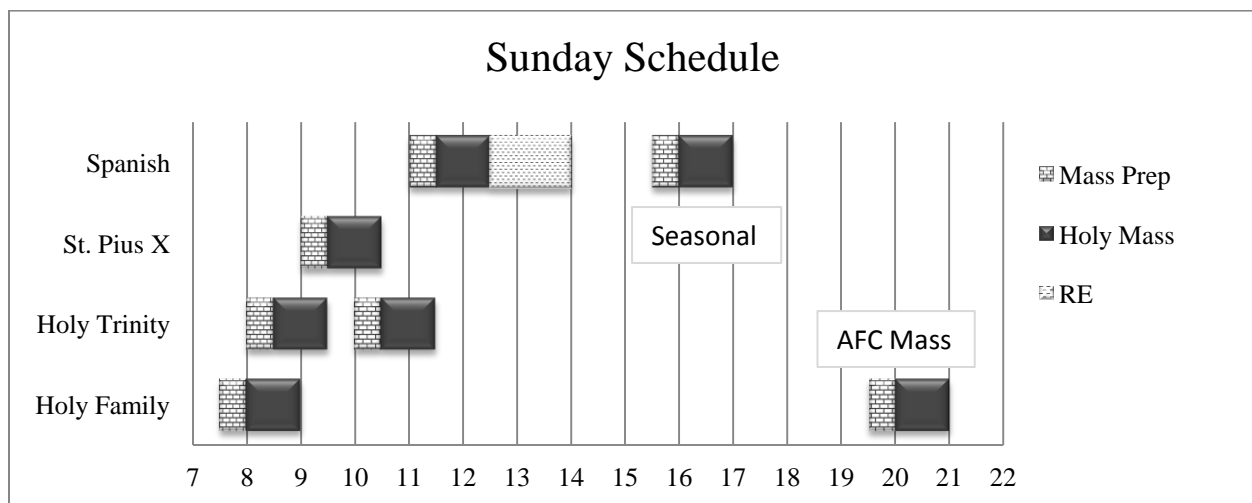 Sunday Schedule
Spanish
St. Pius X
Holy Trinity
Holy Family
Seasonal
AFC Mass
Mass Prep
Holy Mass
RE
7 8 9 10 11 12 13 14 15 16 17 18 19 20 21 22